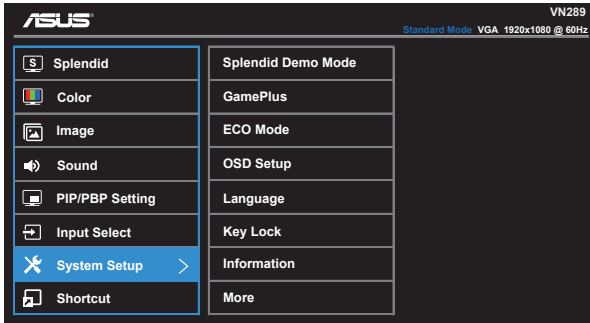 ASUS
VN289
Standard Mode VGA 1920x1080 @ 60Hz
S Splendid
Color
Image
Sound
PIP/PBP Setting
Input Select
System Setup >
Shortcut
Splendid Demo Mode
GamePlus
ECO Mode
OSD Setup
Language
Key Lock
Information
More